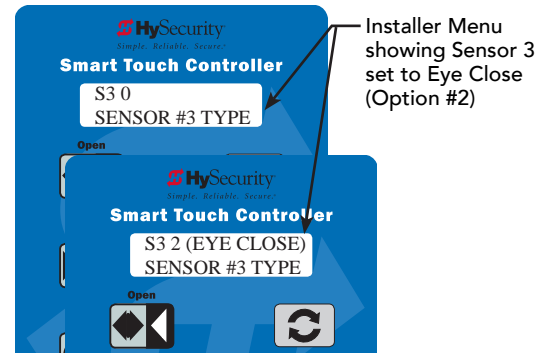 HySecurity
Simple. Reliable. Secure.
Smart Touch Controller
S3 0
SENSOR #3 TYPE
Open
HySecurity
Simple. Reliable. Secure.
Smart Touch Controller
S3 2 (EYE CLOSE)
SENSOR #3 TYPE
Open
Installer Menu
showing Sensor 3
set to Eye Close
(Option #2)